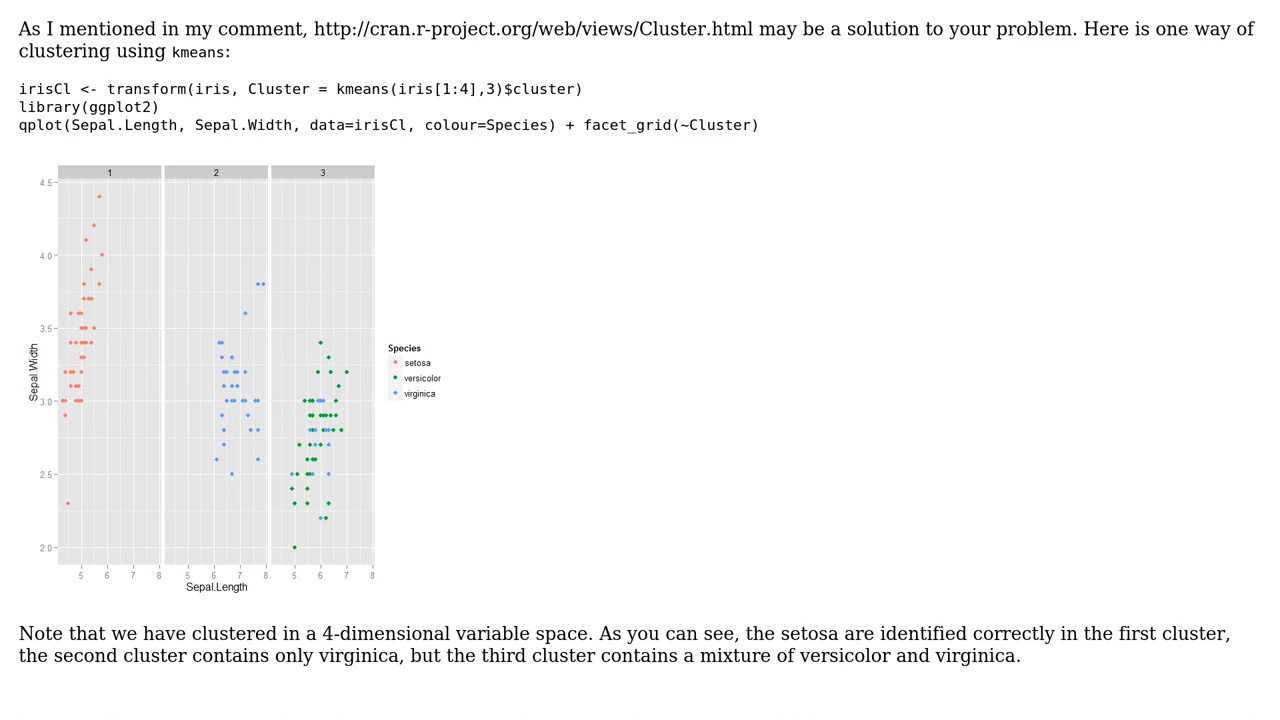 As I mentioned in my comment, http://cran.r-project.org/web/views/Cluster.html may be a solution to your problem. Here is one way of
clustering using kmeans:
irisCl <- transform(iris, Cluster = kmeans(iris[1:4],3)$cluster)
library(ggplot2)
qplot(Sepal.Length, Sepal.Width, data=irisCl, colour=Species) + facet_grid(~Cluster)
1 2 3
4.5
4.0
3.5
3.0
2.5
2.0
Sepal.Width
5 6 7 8 5 6 7 8 5 6 7 8
Sepal.Length
Species
setosa
versicolor
virginica
Note that we have clustered in a 4-dimensional variable space. As you can see, the setosa are identified correctly in the first cluster,
the second cluster contains only virginica, but the third cluster contains a mixture of versicolor and virginica.